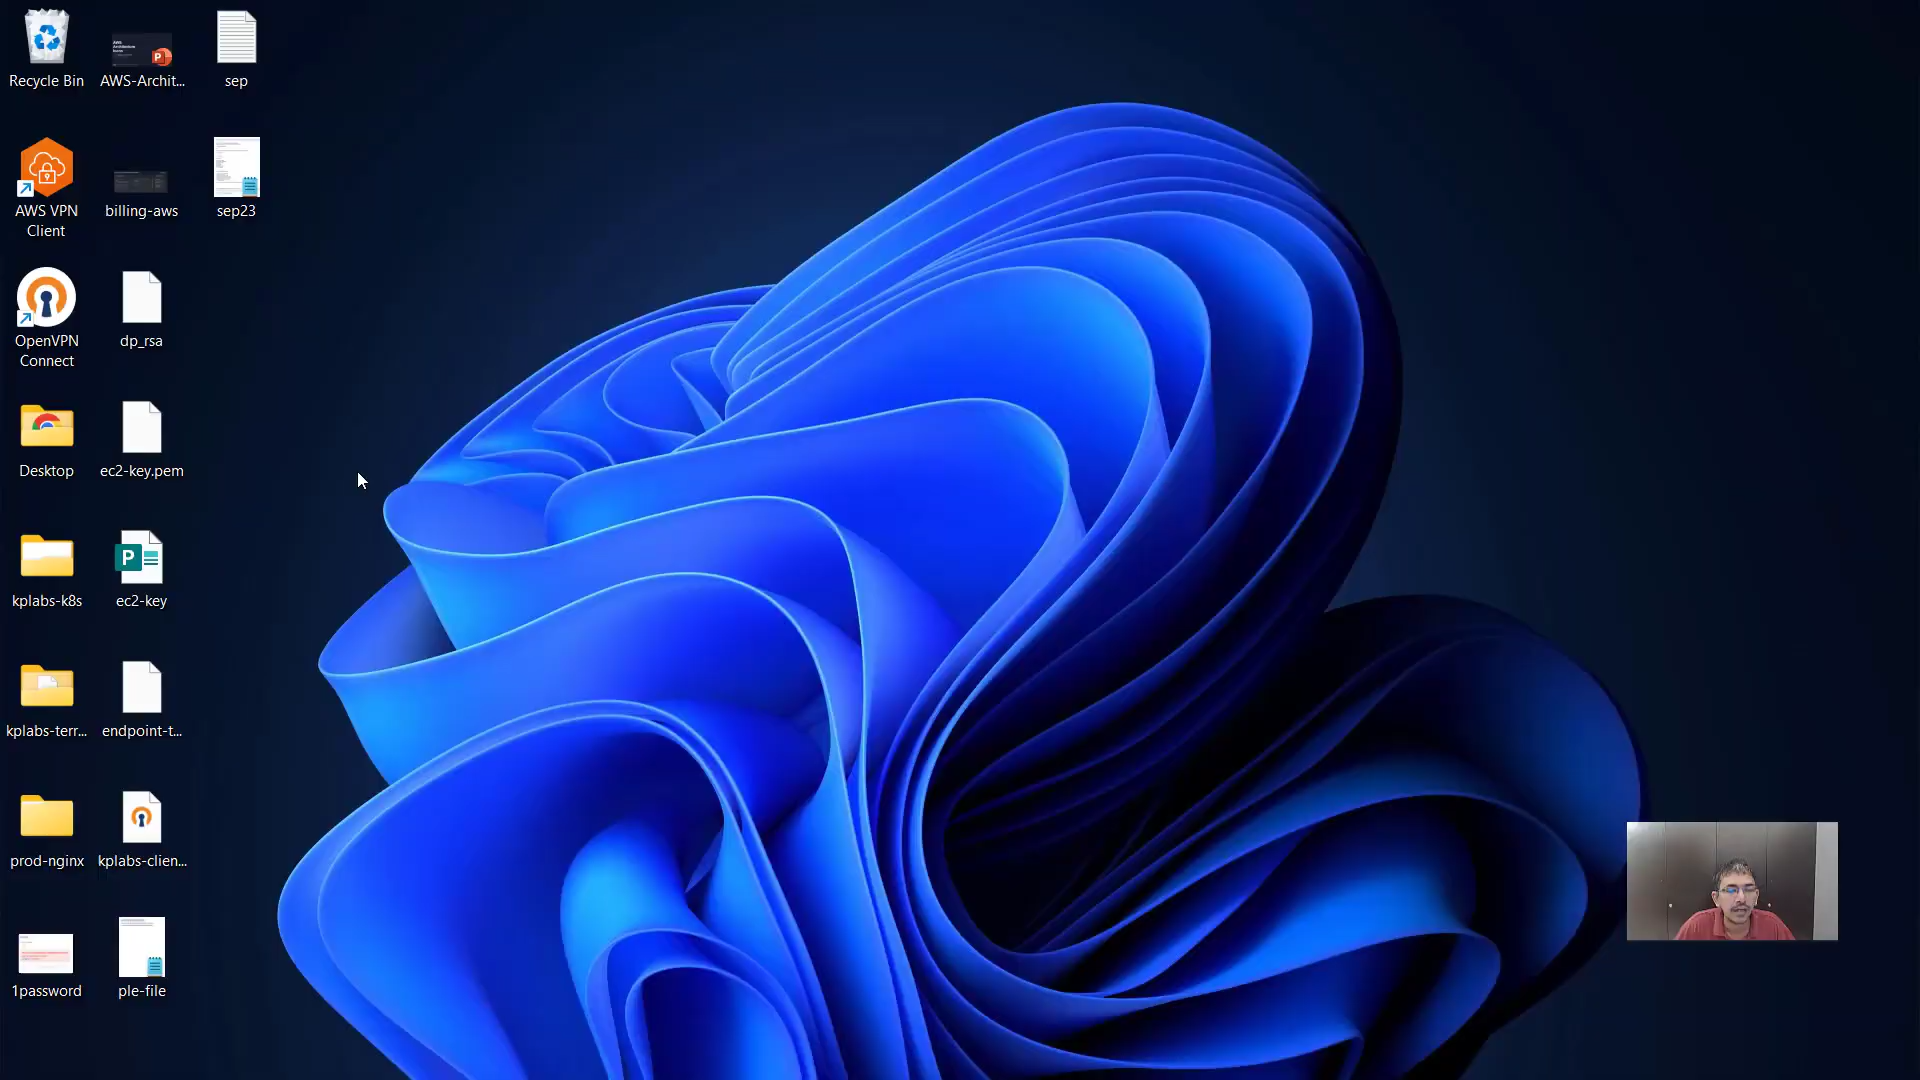 Recycle Bin
AWS-Archit...
sep
AWS VPN
Client
billing-aws
sep23
OpenVPN
Connect
dp_rsa
Desktop
ec2-key.pem
kplabs-k8s
ec2-key
kplabs-terr...
endpoint-t...
prod-nginx
kplabs-clien...
1password
ple-file